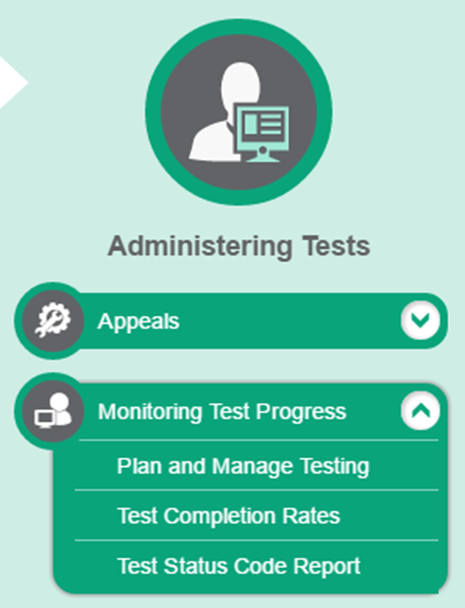 Administering Tests
Appeals
Monitoring Test Progress
Plan and Manage Testing
Test Completion Rates
Test Status Code Report